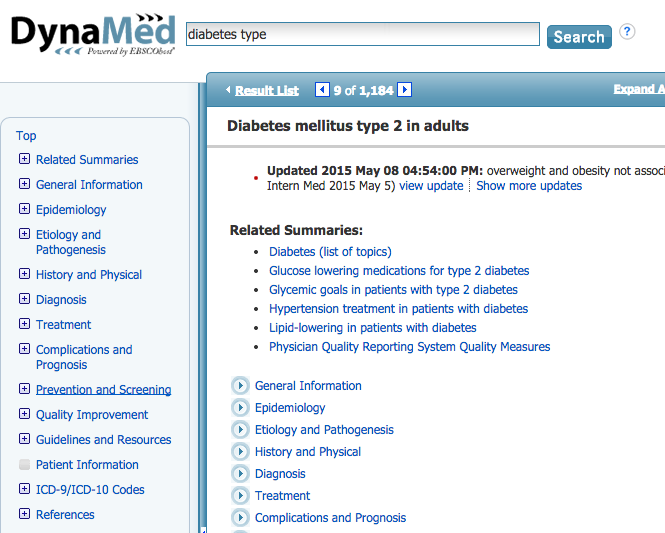 DynaMed
Powered by EBSCOhost
diabetes type
Search
?
Result List
9 of 1,184
Expand A
Top
Related Summaries
General Information
Epidemiology
Etiology and
Pathogenesis
History and Physical
Diagnosis
Treatment
Complications and
Prognosis
Prevention and Screening
Quality Improvement
Guidelines and Resources
Patient Information
ICD-9/ICD-10 Codes
References
Diabetes mellitus type 2 in adults
Updated 2015 May 08 04:54:00 PM: overweight and obesity not assoc
Intern Med 2015 May 5) view update Show more updates
Related Summaries:
Diabetes (list of topics)
Glucose lowering medications for type 2 diabetes
Glycemic goals in patients with type 2 diabetes
Hypertension treatment in patients with diabetes
Lipid-lowering in patients with diabetes
Physician Quality Reporting System Quality Measures
General Information
Epidemiology
Etiology and Pathogenesis
History and Physical
Diagnosis
Treatment
Complications and Prognosis